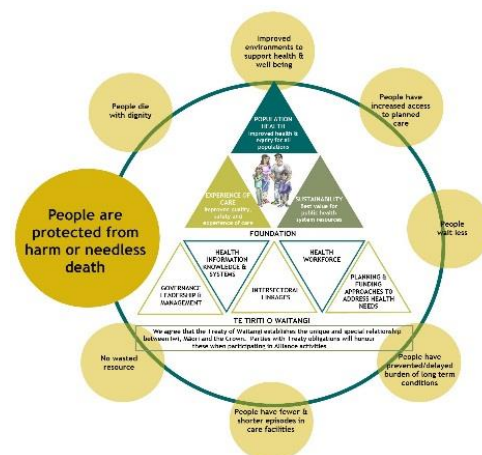 Improved
environments to
support health &
well being
People have
increased access
to planned
care
People
wait less
People have
prevented/delayed
burden of long term
conditions
People have fewer &
shorter episodes in
care facilities
No wasted
resource
People are
protected from
harm or needless
death
People die
with dignity
POPULATION
HEALTH
Improved health &
equity for all
populations
EXPERIENCE OF
CARE
Improved quality,
safety and
experience of care
SUSTAINABILITY
Best value for
public health
system resources
FOUNDATION
HEALTH
INFORMATION
KNOWLEDGE &
SYSTEMS
HEALTH
WORKFORCE
GOVERNANCE
LEADERSHIP &
MANAGEMENT
INTERSECTORAL
LINKAGES
PLANNING &
FUNDING
APPROACHES TO
ADDRESS HEALTH
NEEDS
TE TIRITI O WAITANGI
We agree that the Treaty of Waitangi establishes the unique and special relationship
between Iwi, Māori and the Crown. Parties with Treaty obligations will honour
these when participating in Alliance activities